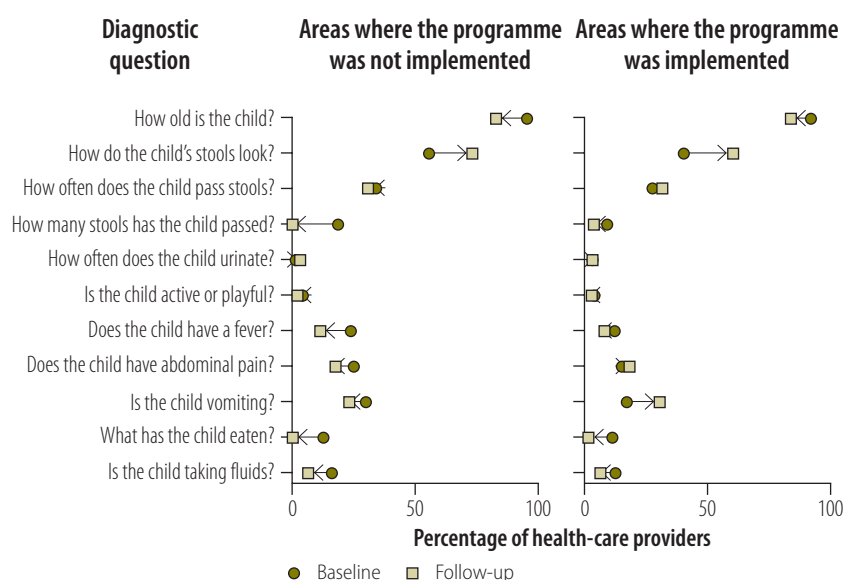 Diagnostic question
Areas where the programme was not implemented
Areas where the programme was implemented
How old is the child?
How do the child's stools look?
How often does the child pass stools?
How many stools has the child passed?
How often does the child urinate?
Is the child active or playful?
Does the child have a fever?
Does the child have abdominal pain?
Is the child vomiting?
What has the child eaten?
Is the child taking fluids?
0 50 100 0 50 100
Percentage of health-care providers
Baseline Follow-up